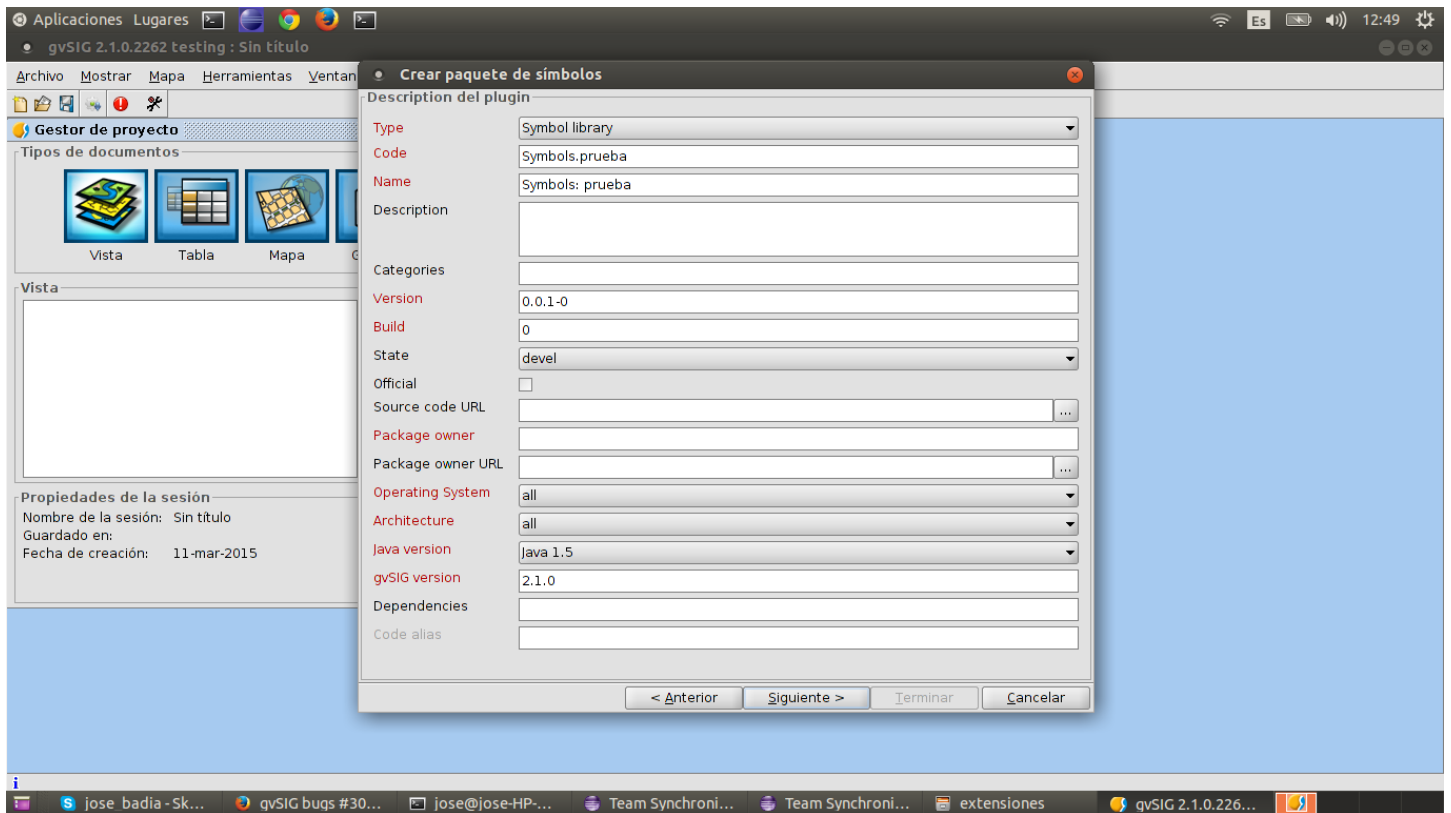 Aplicaciones Lugares
Es
12:49
gvSIG 2.1.0.2262 testing : Sin título
Archivo Mostrar Mapa Herramientas Ventan
Gestor de proyecto
Tipos de documentos
Vista Tabla Mapa G
Vista
Propiedades de la sesión
Nombre de la sesión: Sin título
Guardado en:
Fecha de creación: 11-mar-2015
Crear paquete de símbolos
Description del plugin
Type Symbol library
Code Symbols.prueba
Name Symbols: prueba
Description
Categories
Version 0.0.1-0
Build 0
State devel
Official
Source code URL ...
Package owner
Package owner URL ...
Operating System all
Architecture all
Java version Java 1.5
gvSIG version 2.1.0
Dependencies
Code alias
< Anterior Siguiente > Terminar Cancelar
i
jose_badia - Sk... gvSIG bugs #30... jose@jose-HP-... Team Synchroni... Team Synchroni... extensiones gvSIG 2.1.0.226...